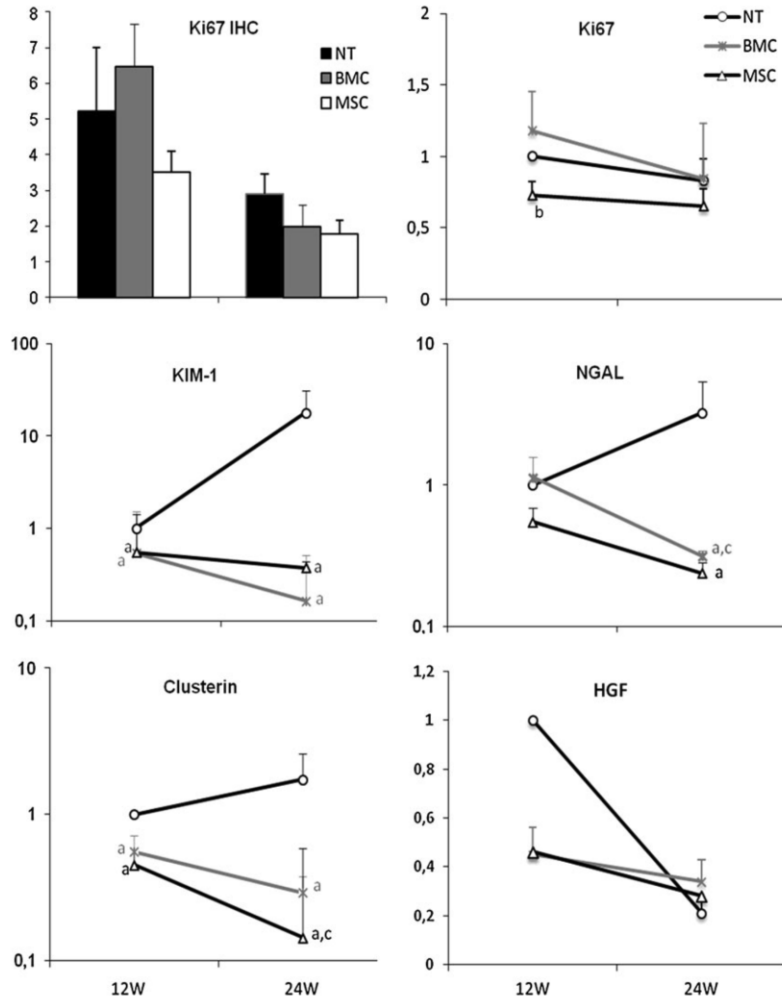 Ki67 IHC
8
7
6
5
4
3
2
1
0
NT
BMC
MSC
Ki67
2
1,5
1
0,5
0
NT
BMC
MSC
b
KIM-1
100
10
1
0,1
a
a
a
a
NGAL
10
1
0,1
a,c
a
Clusterin
10
1
0,1
a
a
a
a,c
12W 24W
HGF
1,2
1
0,8
0,6
0,4
0,2
0
12W 24W